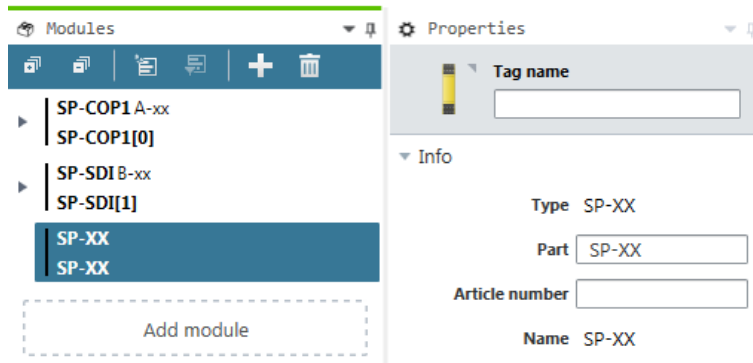 Modules
SP-COP1 A-xx
SP-COP1[0]
SP-SDI B-xx
SP-SDI[1]
SP-XX
SP-XX
Add module
Properties
Tag name
Info
Type SP-XX
Part SP-XX
Article number
Name SP-XX